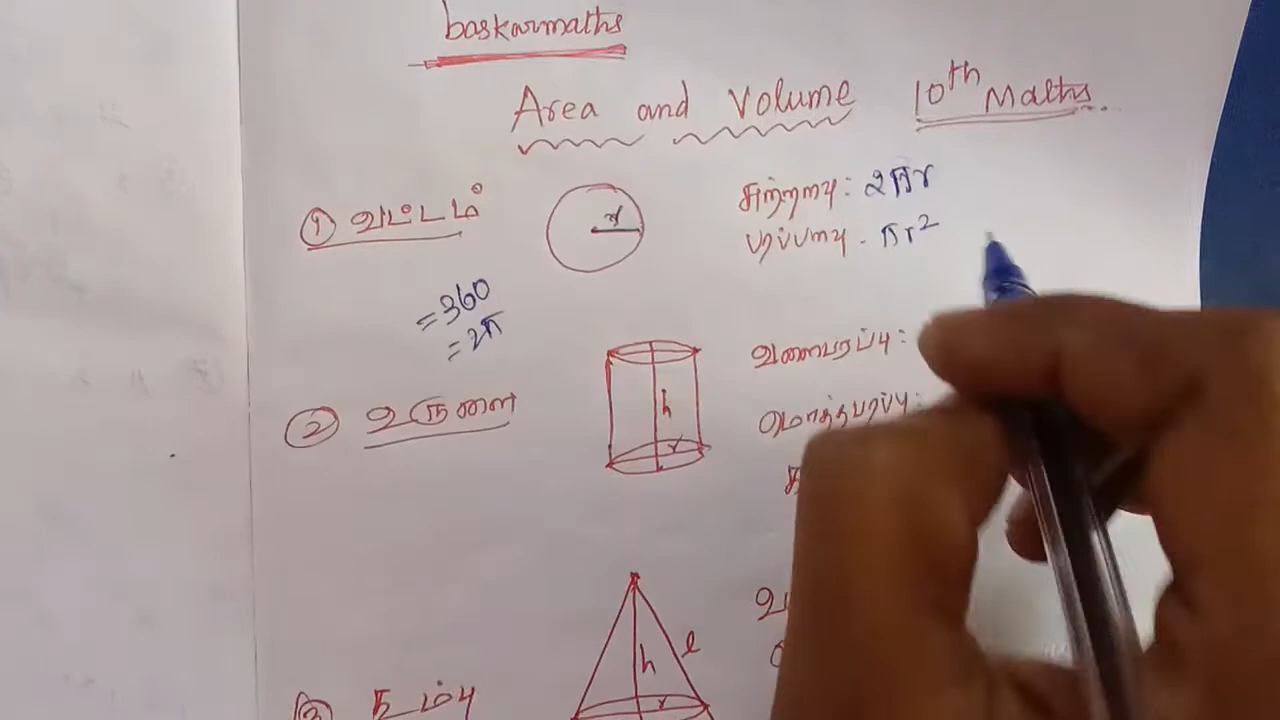 baskarmaths
Area and Volume 10th Maths
① வட்டம்
r
சுற்றளவு : 2πr
பரப்பளவு - πr²
= 360
= 2π
② உருளை
h
r
வளைபரப்பு :
மொத்தபரப்பு :
h
l
r